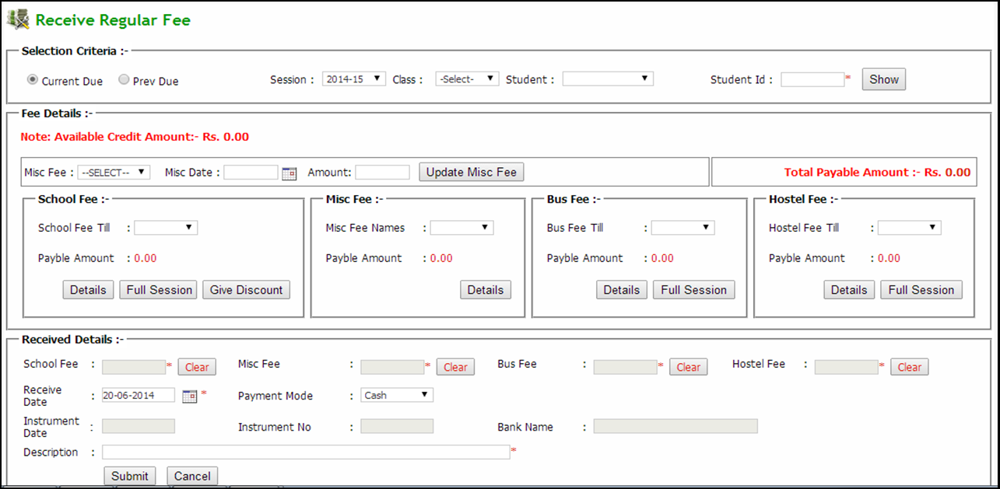 Receive Regular Fee
Selection Criteria :-
Current Due Prev Due Session : 2014-15 Class : -Select- Student : Student Id : * Show
Fee Details :-
Note: Available Credit Amount:- Rs. 0.00
Misc Fee : --SELECT-- Misc Date : Amount: Update Misc Fee Total Payable Amount :- Rs. 0.00
School Fee :- Misc Fee :- Bus Fee :- Hostel Fee :-
School Fee Till : Misc Fee Names : Bus Fee Till : Hostel Fee Till :
Payble Amount : 0.00 Payble Amount : 0.00 Payble Amount : 0.00 Payble Amount : 0.00
Details Full Session Give Discount Details Details Full Session Details Full Session
Received Details :-
School Fee : * Clear Misc Fee : * Clear Bus Fee : * Clear Hostel Fee : * Clear
Receive
Date : 20-06-2014 * Payment Mode : Cash
Instrument
Date : Instrument No : Bank Name :
Description : *
Submit Cancel